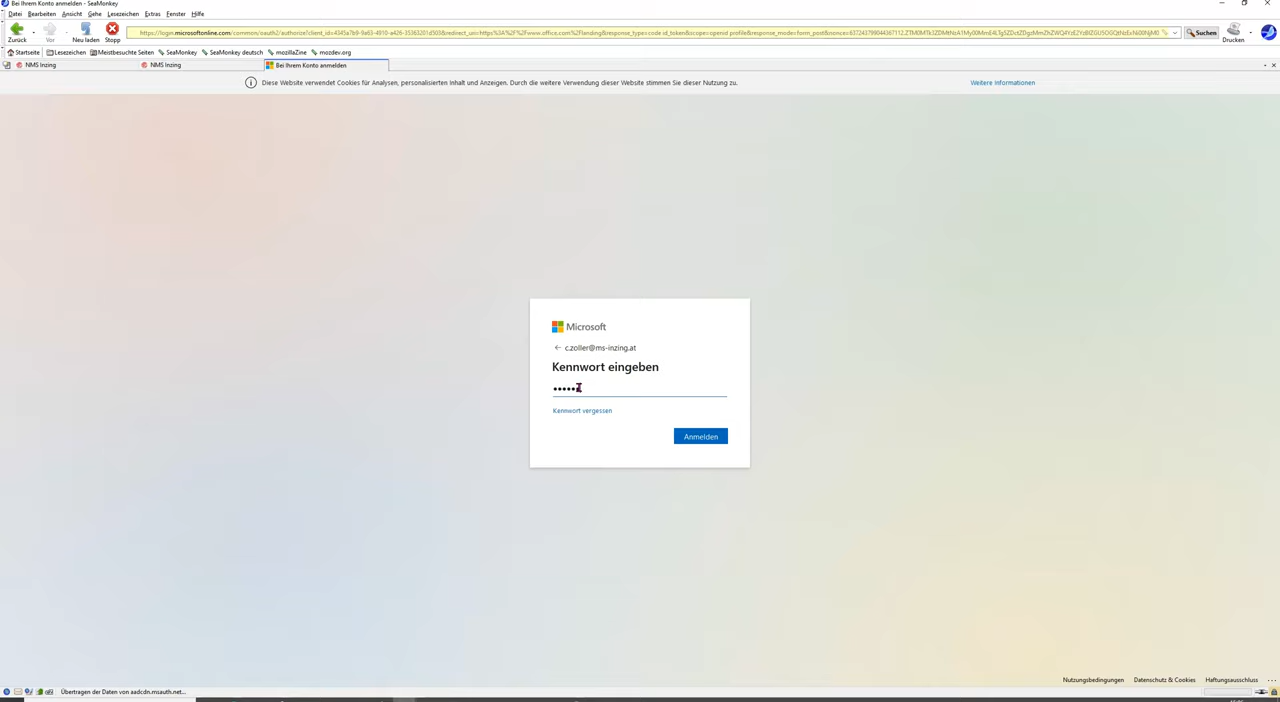 Bei Ihrem Konto anmelden - SeaMonkey
Datei Bearbeiten Ansicht Gehe Lesezeichen Extras Fenster Hilfe
Zurück Vor Neu laden Stopp Suchen Drucken
Startseite Lesezeichen Meistbesuchte Seiten SeaMonkey SeaMonkey deutsch mozillaZine mozdev.org
NMS Inzing NMS Inzing Bei Ihrem Konto anmelden
Diese Website verwendet Cookies für Analysen, personalisierten Inhalt und Anzeigen. Durch die weitere Verwendung dieser Website stimmen Sie dieser Nutzung zu. Weitere Informationen
Microsoft
c.zoller@ms-inzing.at
Kennwort eingeben
Kennwort vergessen
Anmelden
Nutzungsbedingungen Datenschutz & Cookies Haftungsausschluss ...
Übertragen der Daten von aadcdn.msauth.net...